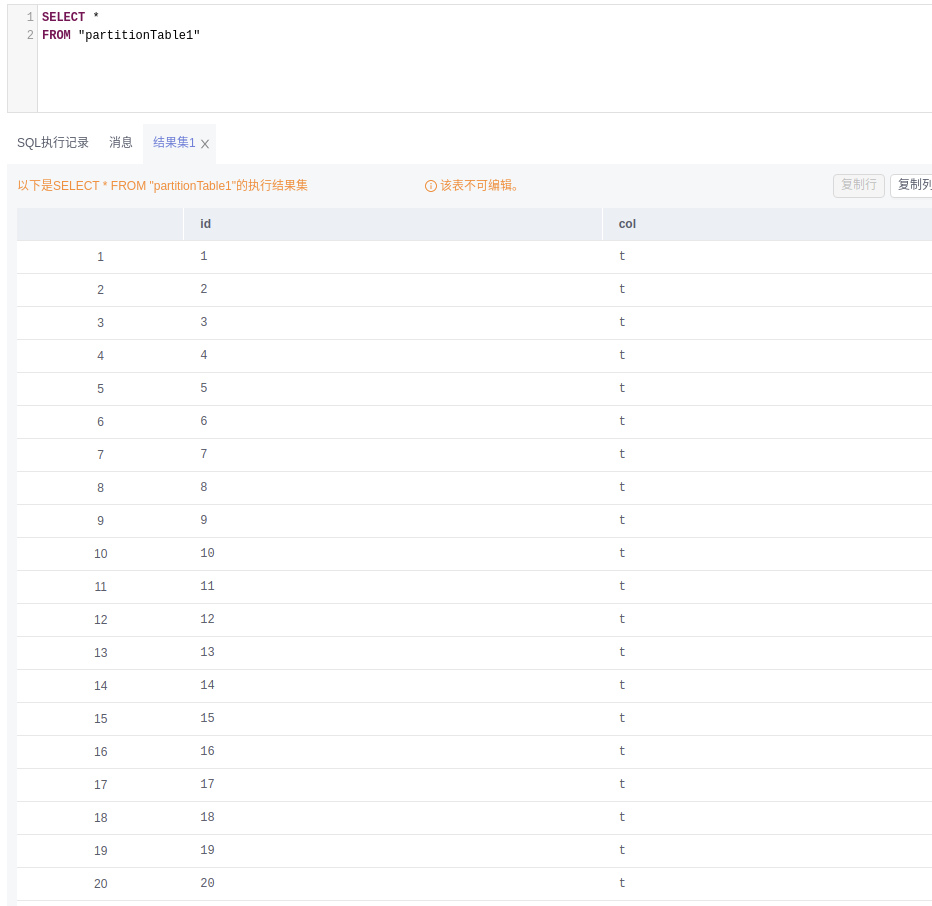 1 SELECT *
2 FROM "partitionTable1"
SQL执行记录 消息 结果集1
以下是SELECT * FROM "partitionTable1"的执行结果集 该表不可编辑。 复制行 复制列
id col
1 1 t
2 2 t
3 3 t
4 4 t
5 5 t
6 6 t
7 7 t
8 8 t
9 9 t
10 10 t
11 11 t
12 12 t
13 13 t
14 14 t
15 15 t
16 16 t
17 17 t
18 18 t
19 19 t
20 20 t